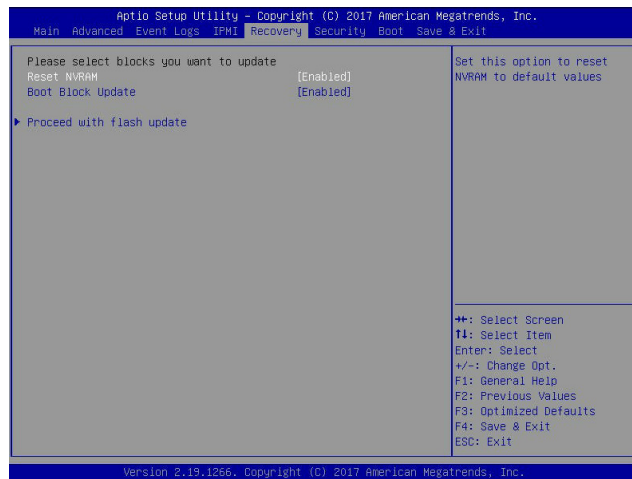 Aptio Setup Utility – Copyright (C) 2017 American Megatrends, Inc.
Main Advanced Event Logs IPMI Recovery Security Boot Save & Exit
Please select blocks you want to update
Reset NVRAM [Enabled]
Boot Block Update [Enabled]
► Proceed with flash update
Set this option to reset
NVRAM to default values
→←: Select Screen
↑↓: Select Item
Enter: Select
+/-: Change Opt.
F1: General Help
F2: Previous Values
F3: Optimized Defaults
F4: Save & Exit
ESC: Exit
Version 2.19.1266. Copyright (C) 2017 American Megatrends, Inc.